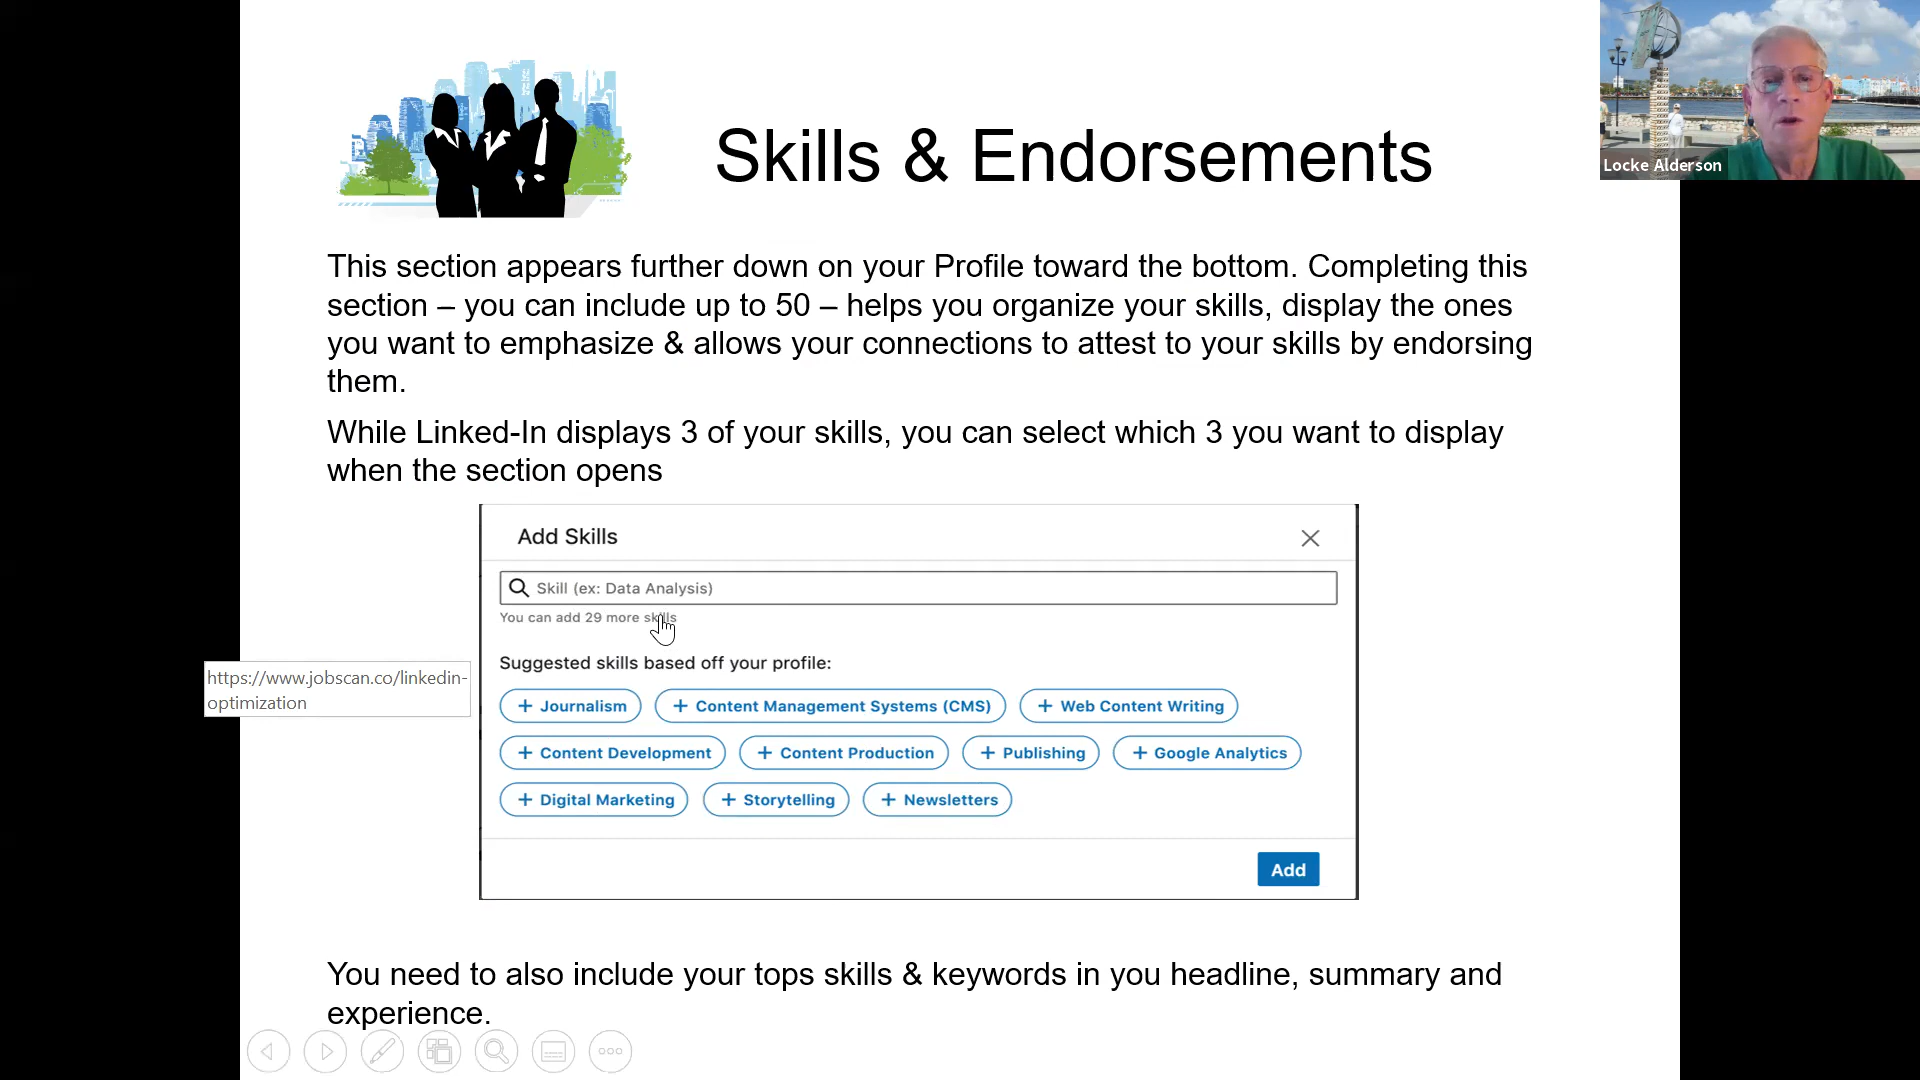 Skills & Endorsements
Locke Alderson
This section appears further down on your Profile toward the bottom. Completing this
section – you can include up to 50 – helps you organize your skills, display the ones
you want to emphasize & allows your connections to attest to your skills by endorsing
them.
While Linked-In displays 3 of your skills, you can select which 3 you want to display
when the section opens
Add Skills
Skill (ex: Data Analysis)
You can add 29 more skills
Suggested skills based off your profile:
https://www.jobscan.co/linkedin-
optimization
+ Journalism + Content Management Systems (CMS) + Web Content Writing
+ Content Development + Content Production + Publishing + Google Analytics
+ Digital Marketing + Storytelling + Newsletters
Add
You need to also include your tops skills & keywords in you headline, summary and
experience.